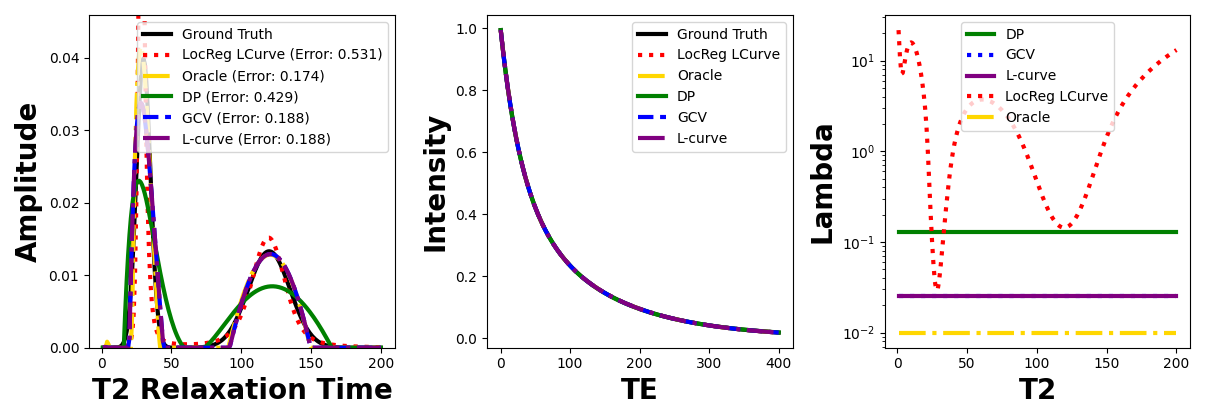 Ground Truth
LocReg LCurve (Error: 0.531)
Oracle (Error: 0.174)
DP (Error: 0.429)
GCV (Error: 0.188)
L-curve (Error: 0.188)
0.04
0.03
0.02
0.01
0.00
Amplitude
0 50 100 150 200
T2 Relaxation Time
Ground Truth
LocReg LCurve
Oracle
DP
GCV
L-curve
1.0
0.8
0.6
0.4
0.2
0.0
Intensity
0 100 200 300 400
TE
DP
GCV
L-curve
LocReg LCurve
Oracle
10¹
10⁰
10⁻¹
10⁻²
Lambda
0 50 100 150 200
T2